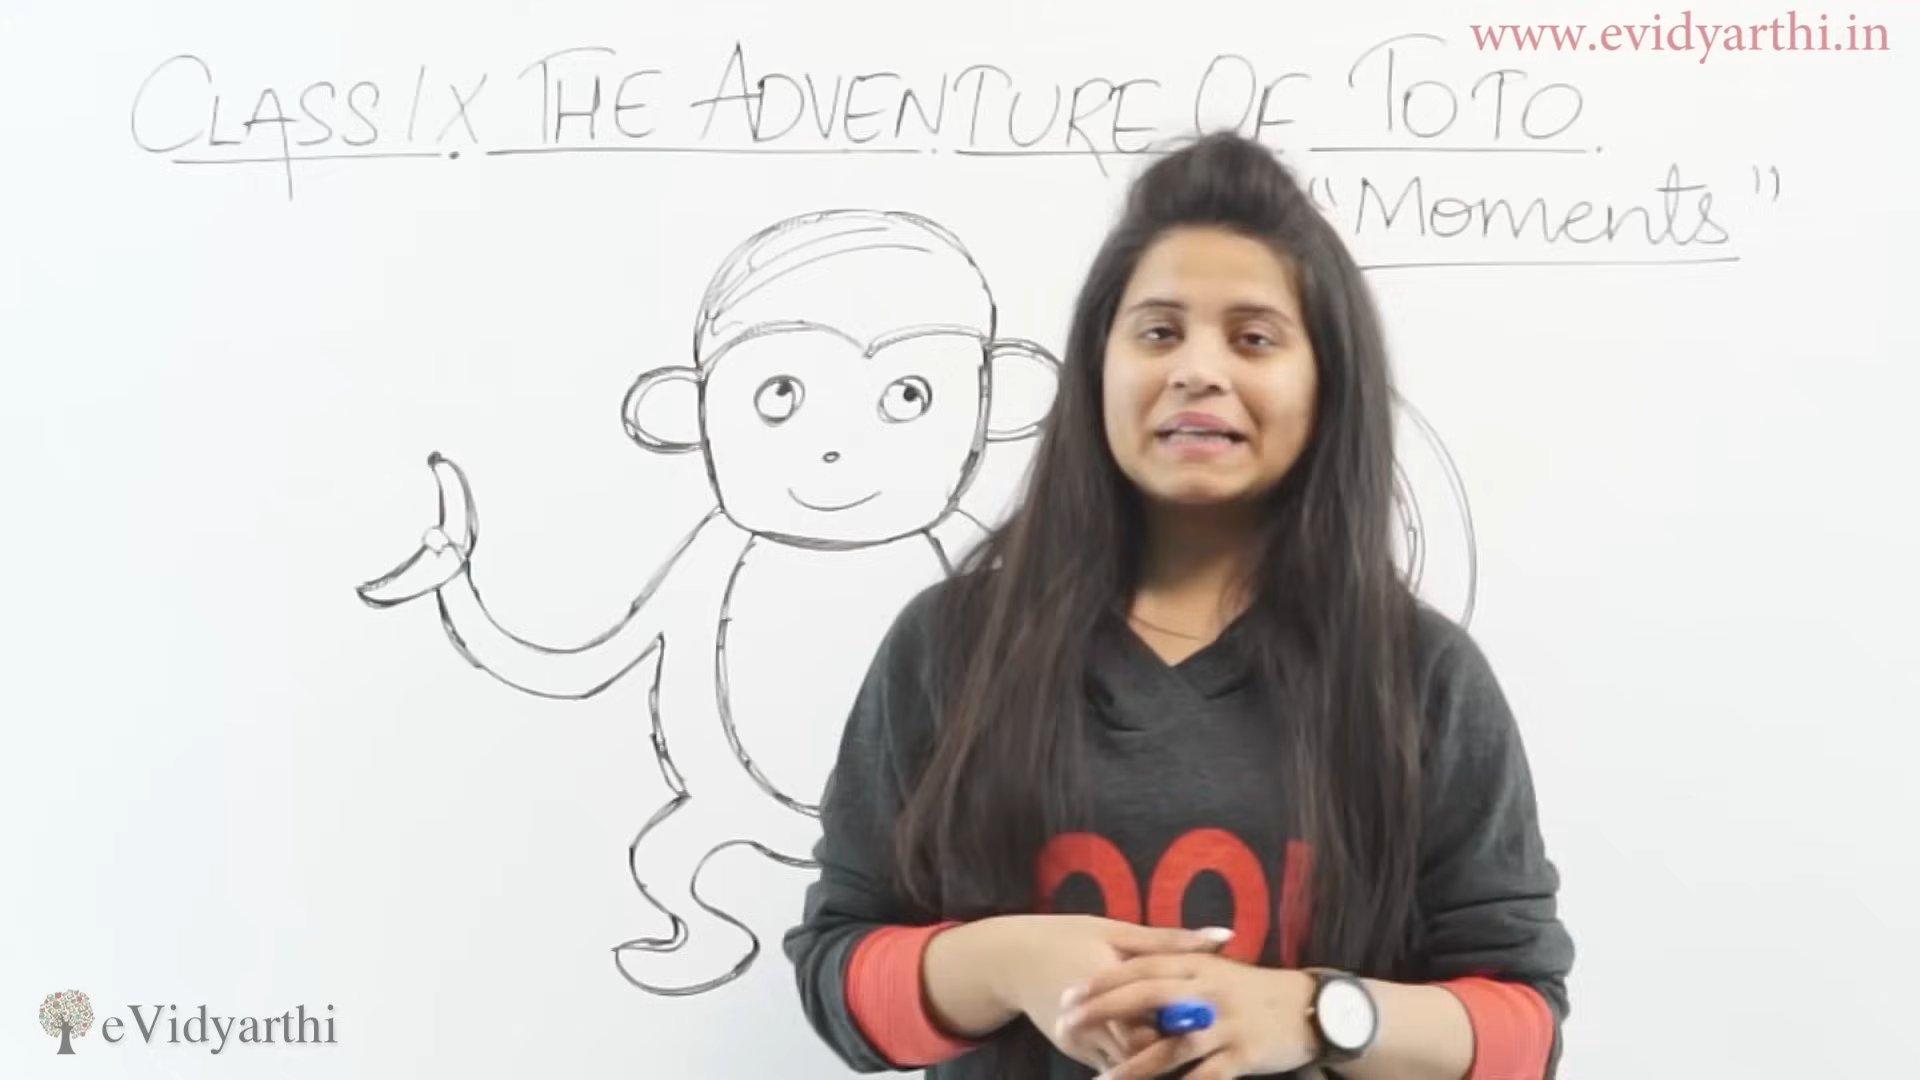 www.evidyarthi.in
CLASS IX THE ADVENTURE OF TOTO.
"Moments"
eVidyarthi